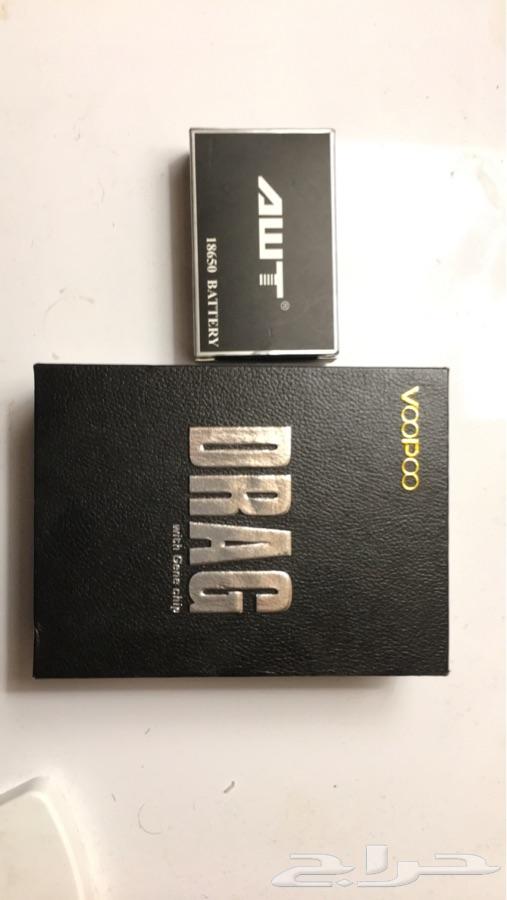 AWT®
18650 BATTERY
VOOPOO
DRAG
with Gene chip
حراج